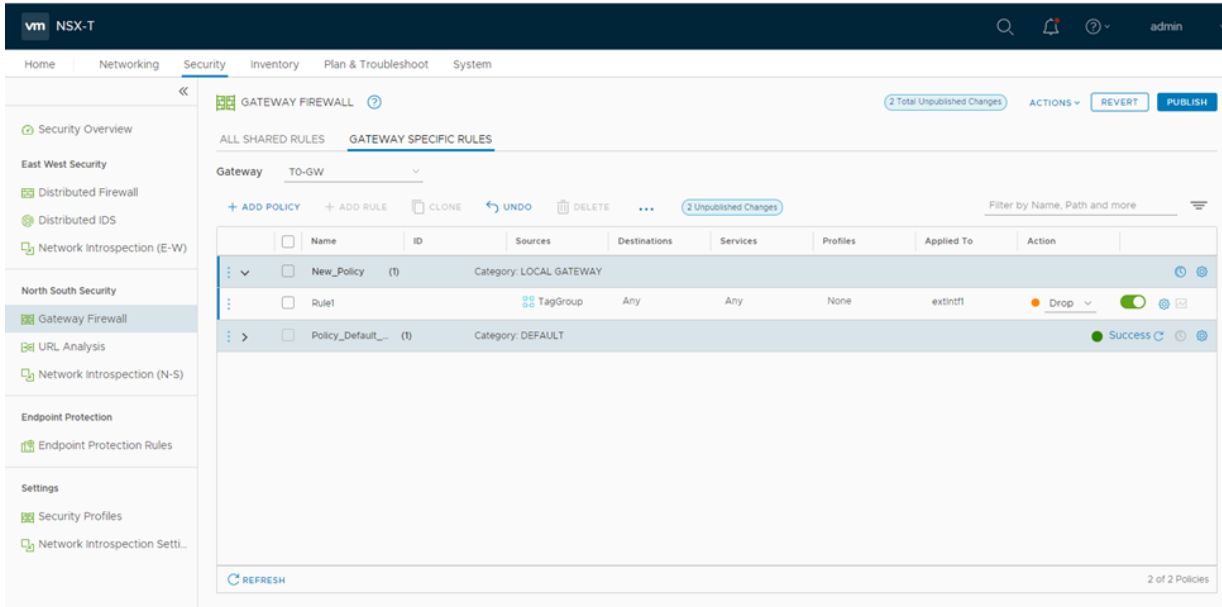 vm NSX-T admin
Home Networking Security Inventory Plan & Troubleshoot System
Security Overview
East West Security
Distributed Firewall
Distributed IDS
Network Introspection (E-W)
North South Security
Gateway Firewall
URL Analysis
Network Introspection (N-S)
Endpoint Protection
Endpoint Protection Rules
Settings
Security Profiles
Network Introspection Setti...
GATEWAY FIREWALL 2 Total Unpublished Changes ACTIONS REVERT PUBLISH
ALL SHARED RULES GATEWAY SPECIFIC RULES
Gateway T0-GW
+ ADD POLICY + ADD RULE CLONE UNDO DELETE ... 2 Unpublished Changes Filter by Name, Path and more
Name ID Sources Destinations Services Profiles Applied To Action
New_Policy (1) Category: LOCAL GATEWAY
Rule1 TagGroup Any Any None extIntf1 Drop
Policy_Default_... (1) Category: DEFAULT Success
REFRESH 2 of 2 Policies